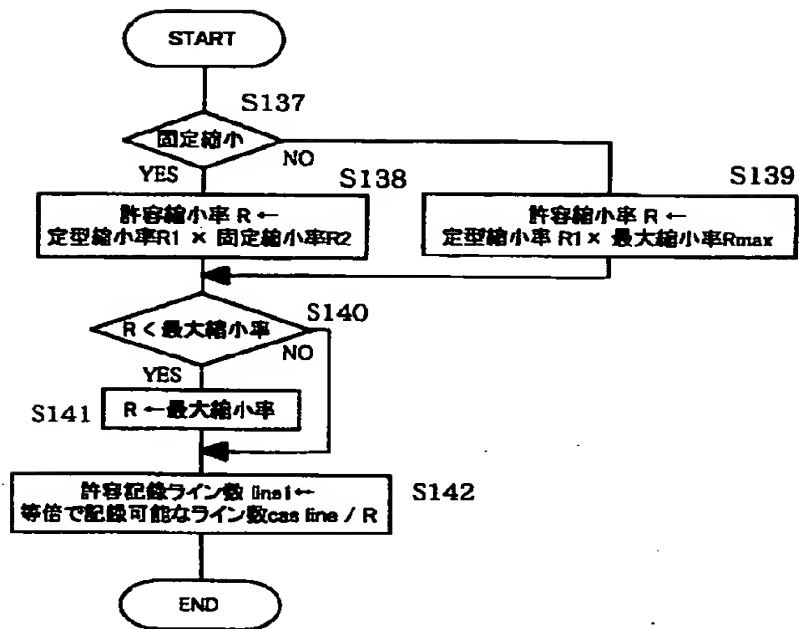 START
S137
固定縮小
NO
YES
S138
許容縮小率 R ←
定型縮小率R1 × 固定縮小率R2
S139
許容縮小率 R ←
定型縮小率 R1 × 最大縮小率Rmax
S140
R < 最大縮小率
NO
YES
S141
R ←最大縮小率
S142
許容記録ライン数 line1←
等倍で記録可能なライン数cas line / R
END